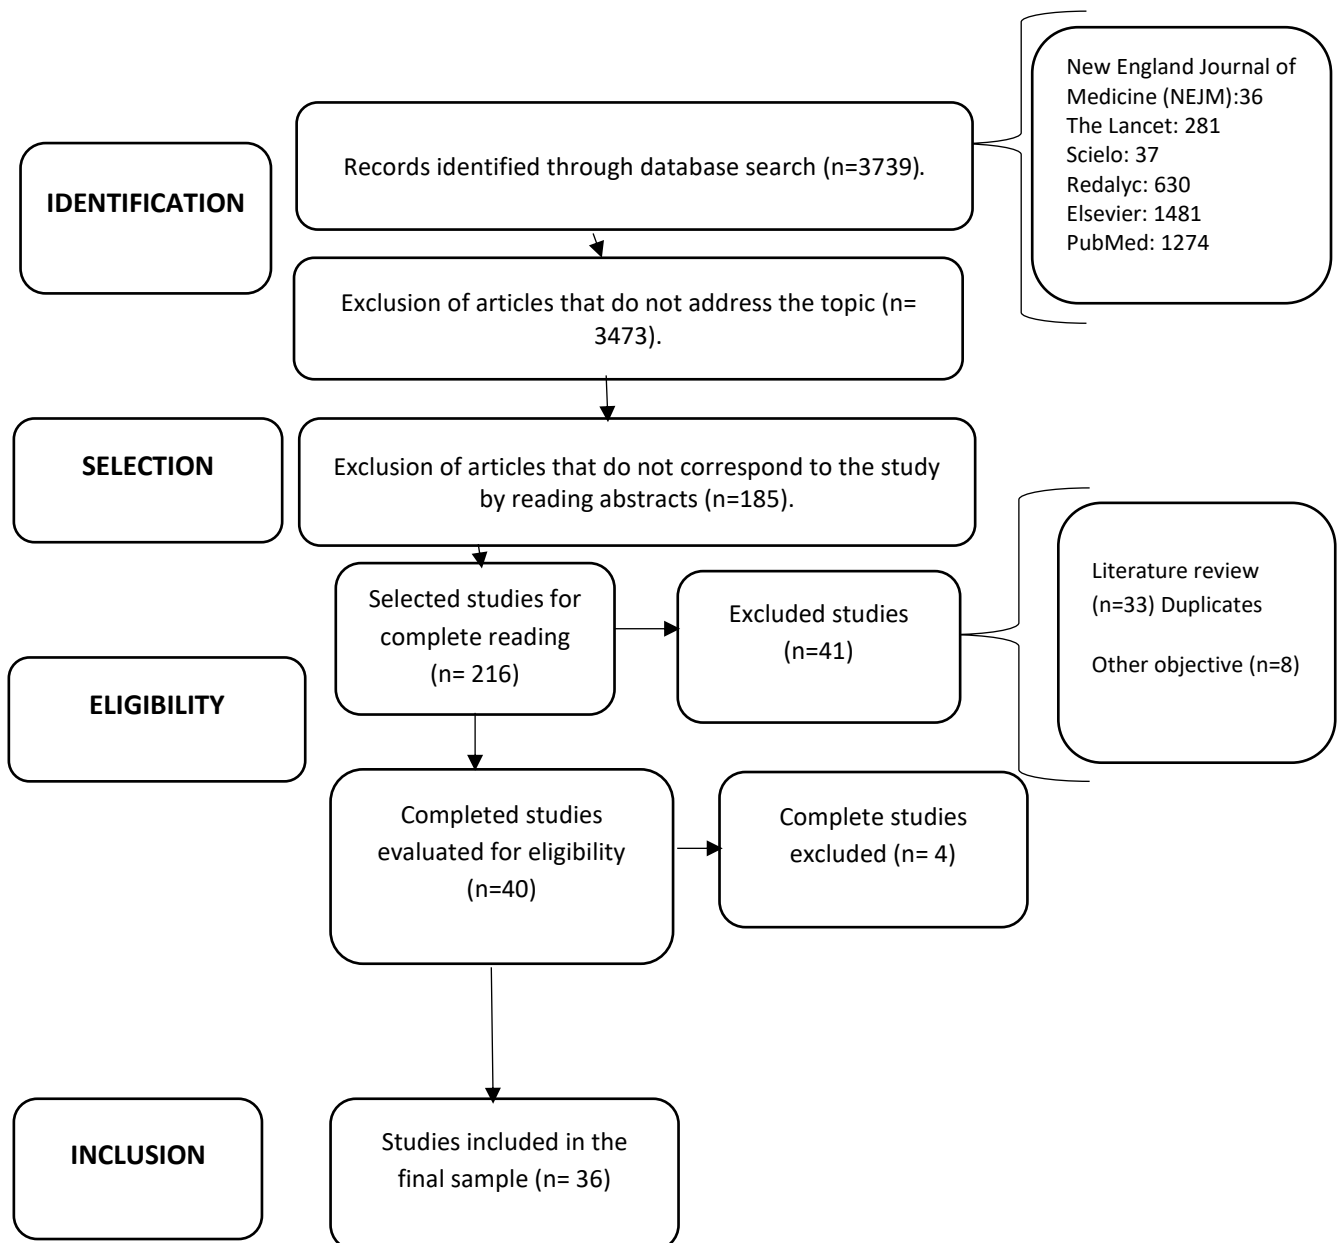 New England Journal of
Medicine (NEJM):36
The Lancet: 281
Scielo: 37
Redalyc: 630
Elsevier: 1481
PubMed: 1274
IDENTIFICATION
Records identified through database search (n=3739).
Exclusion of articles that do not address the topic (n=
3473).
SELECTION
Exclusion of articles that do not correspond to the study
by reading abstracts (n=185).
ELIGIBILITY
Selected studies for
complete reading
(n= 216)
Excluded studies
(n=41)
Literature review
(n=33) Duplicates
Other objective (n=8)
Completed studies
evaluated for eligibility
(n=40)
Complete studies
excluded (n= 4)
INCLUSION
Studies included in the
final sample (n= 36)